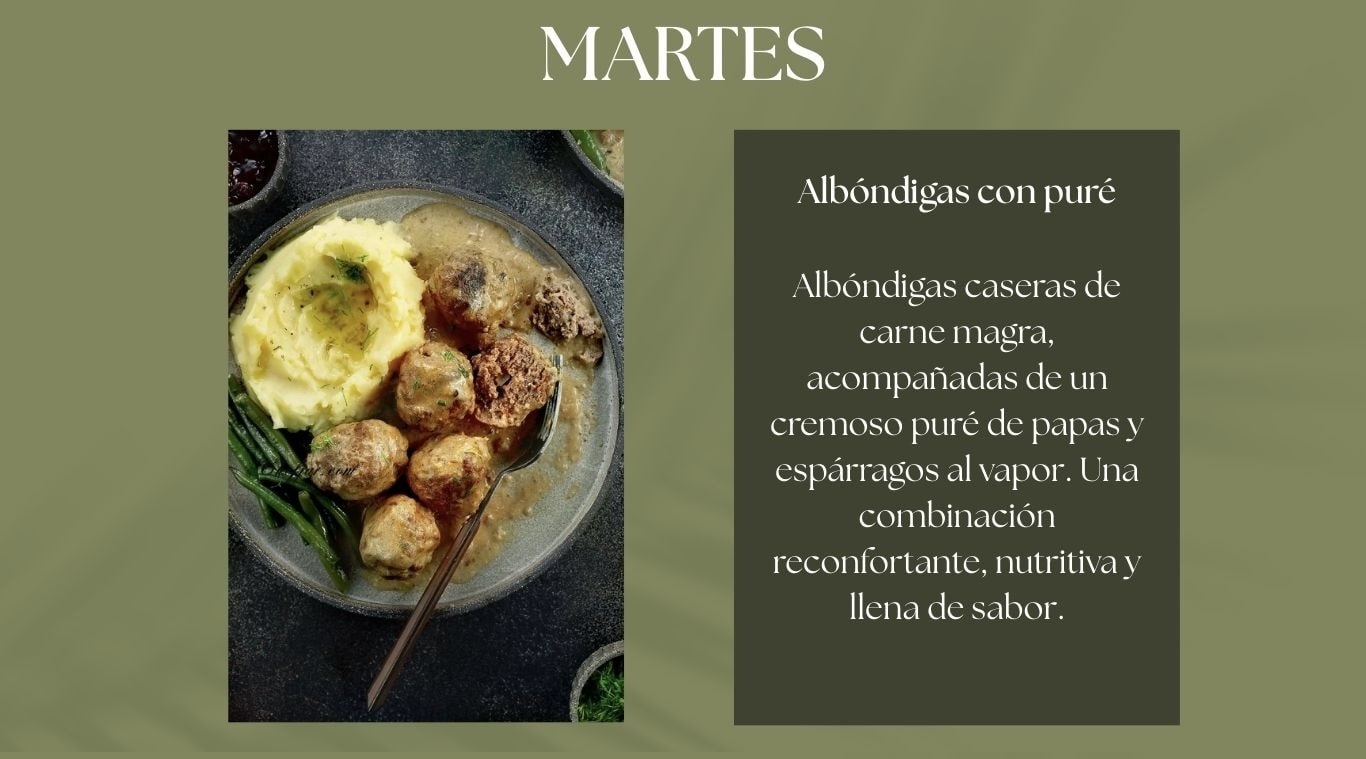 MARTES
Albóndigas con puré
Albóndigas caseras de
carne magra,
acompañadas de un
cremoso puré de papas y
espárragos al vapor. Una
combinación
reconfortante, nutritiva y
llena de sabor.